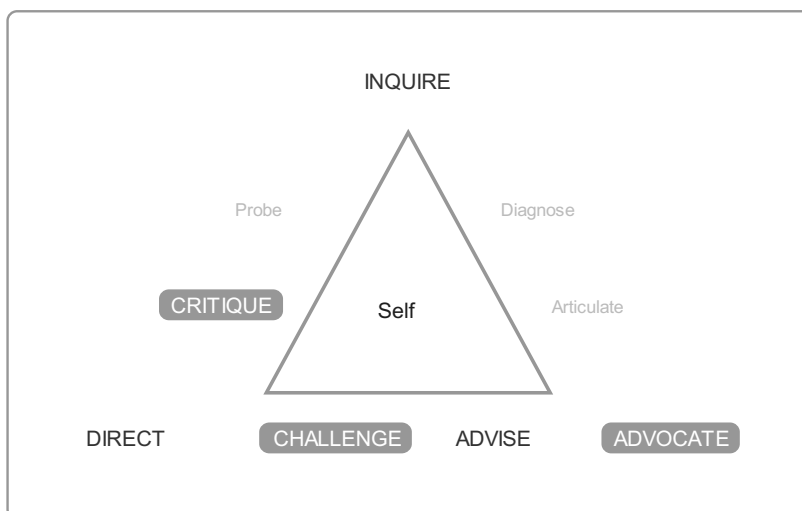 INQUIRE
Probe Diagnose
CRITIQUE Self Articulate
DIRECT CHALLENGE ADVISE ADVOCATE